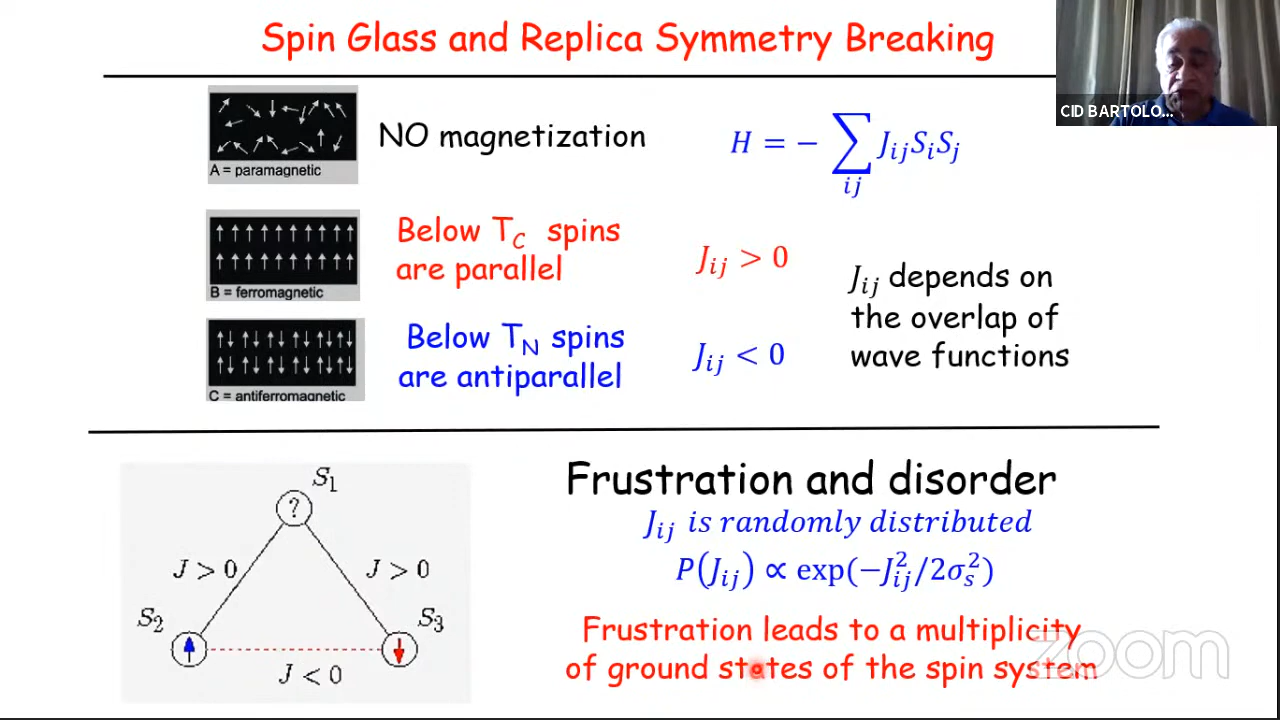 Spin Glass and Replica Symmetry Breaking
CID BARTOLO...
A = paramagnetic
NO magnetization
H = − ∑ij JijSiSj
B = ferromagnetic
Below TC spins
are parallel
Jij > 0
Jij depends on
the overlap of
wave functions
C = antiferromagnetic
Below TN spins
are antiparallel
Jij < 0
S1
?
J > 0
J > 0
S2
S3
J < 0
Frustration and disorder
Jij is randomly distributed
P(Jij) ∝ exp(−Jij²/2σs²)
Frustration leads to a multiplicity
of ground states of the spin system
zoom